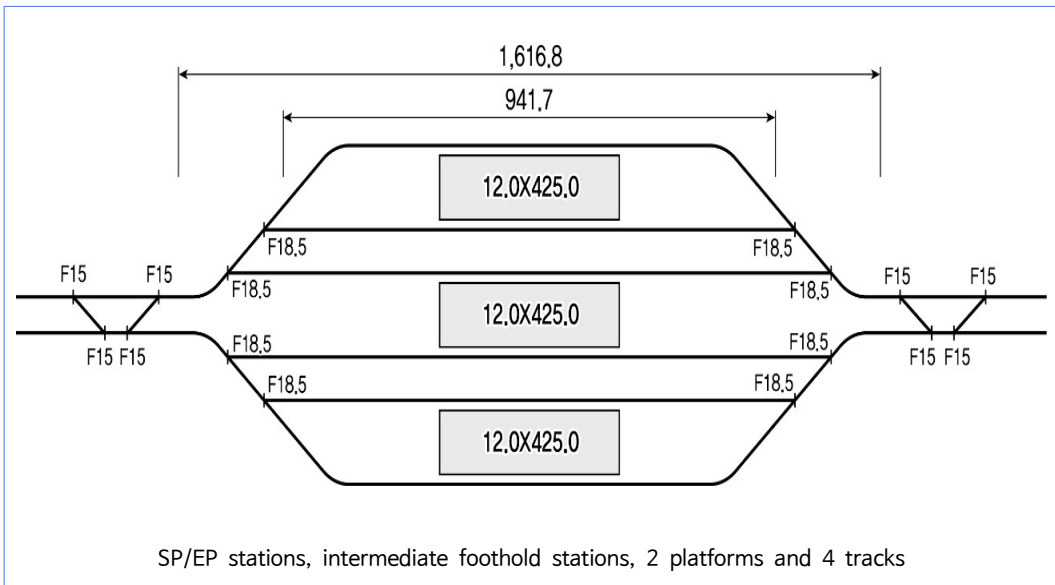 1,616.8
941.7
12.0X425.0
F18.5 F18.5
F15 F15 F18.5 F18.5 F15 F15
12.0X425.0
F15 F15 F18.5 F18.5 F15 F15
F18.5 F18.5
12.0X425.0
SP/EP stations, intermediate foothold stations, 2 platforms and 4 tracks